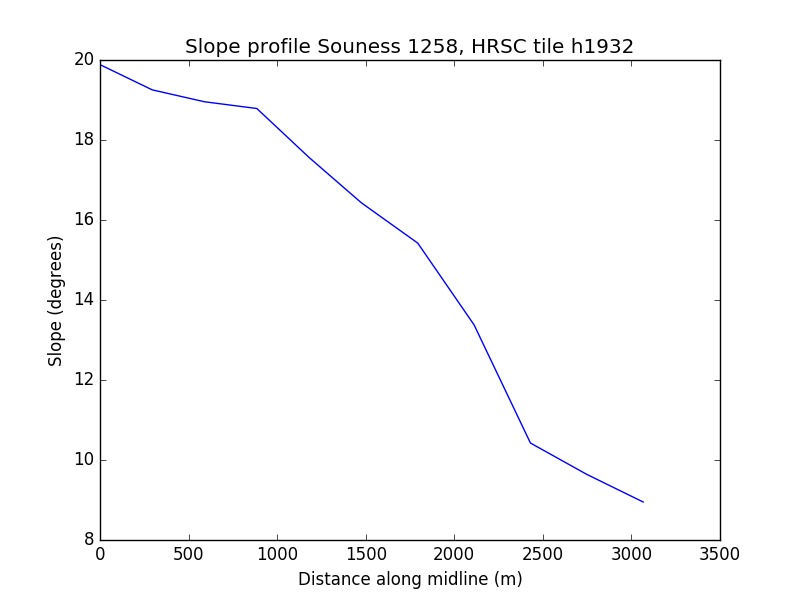 Slope profile Souness 1258, HRSC tile h1932
20
18
16
14
12
10
8
Slope (degrees)
0 500 1000 1500 2000 2500 3000 3500
Distance along midline (m)